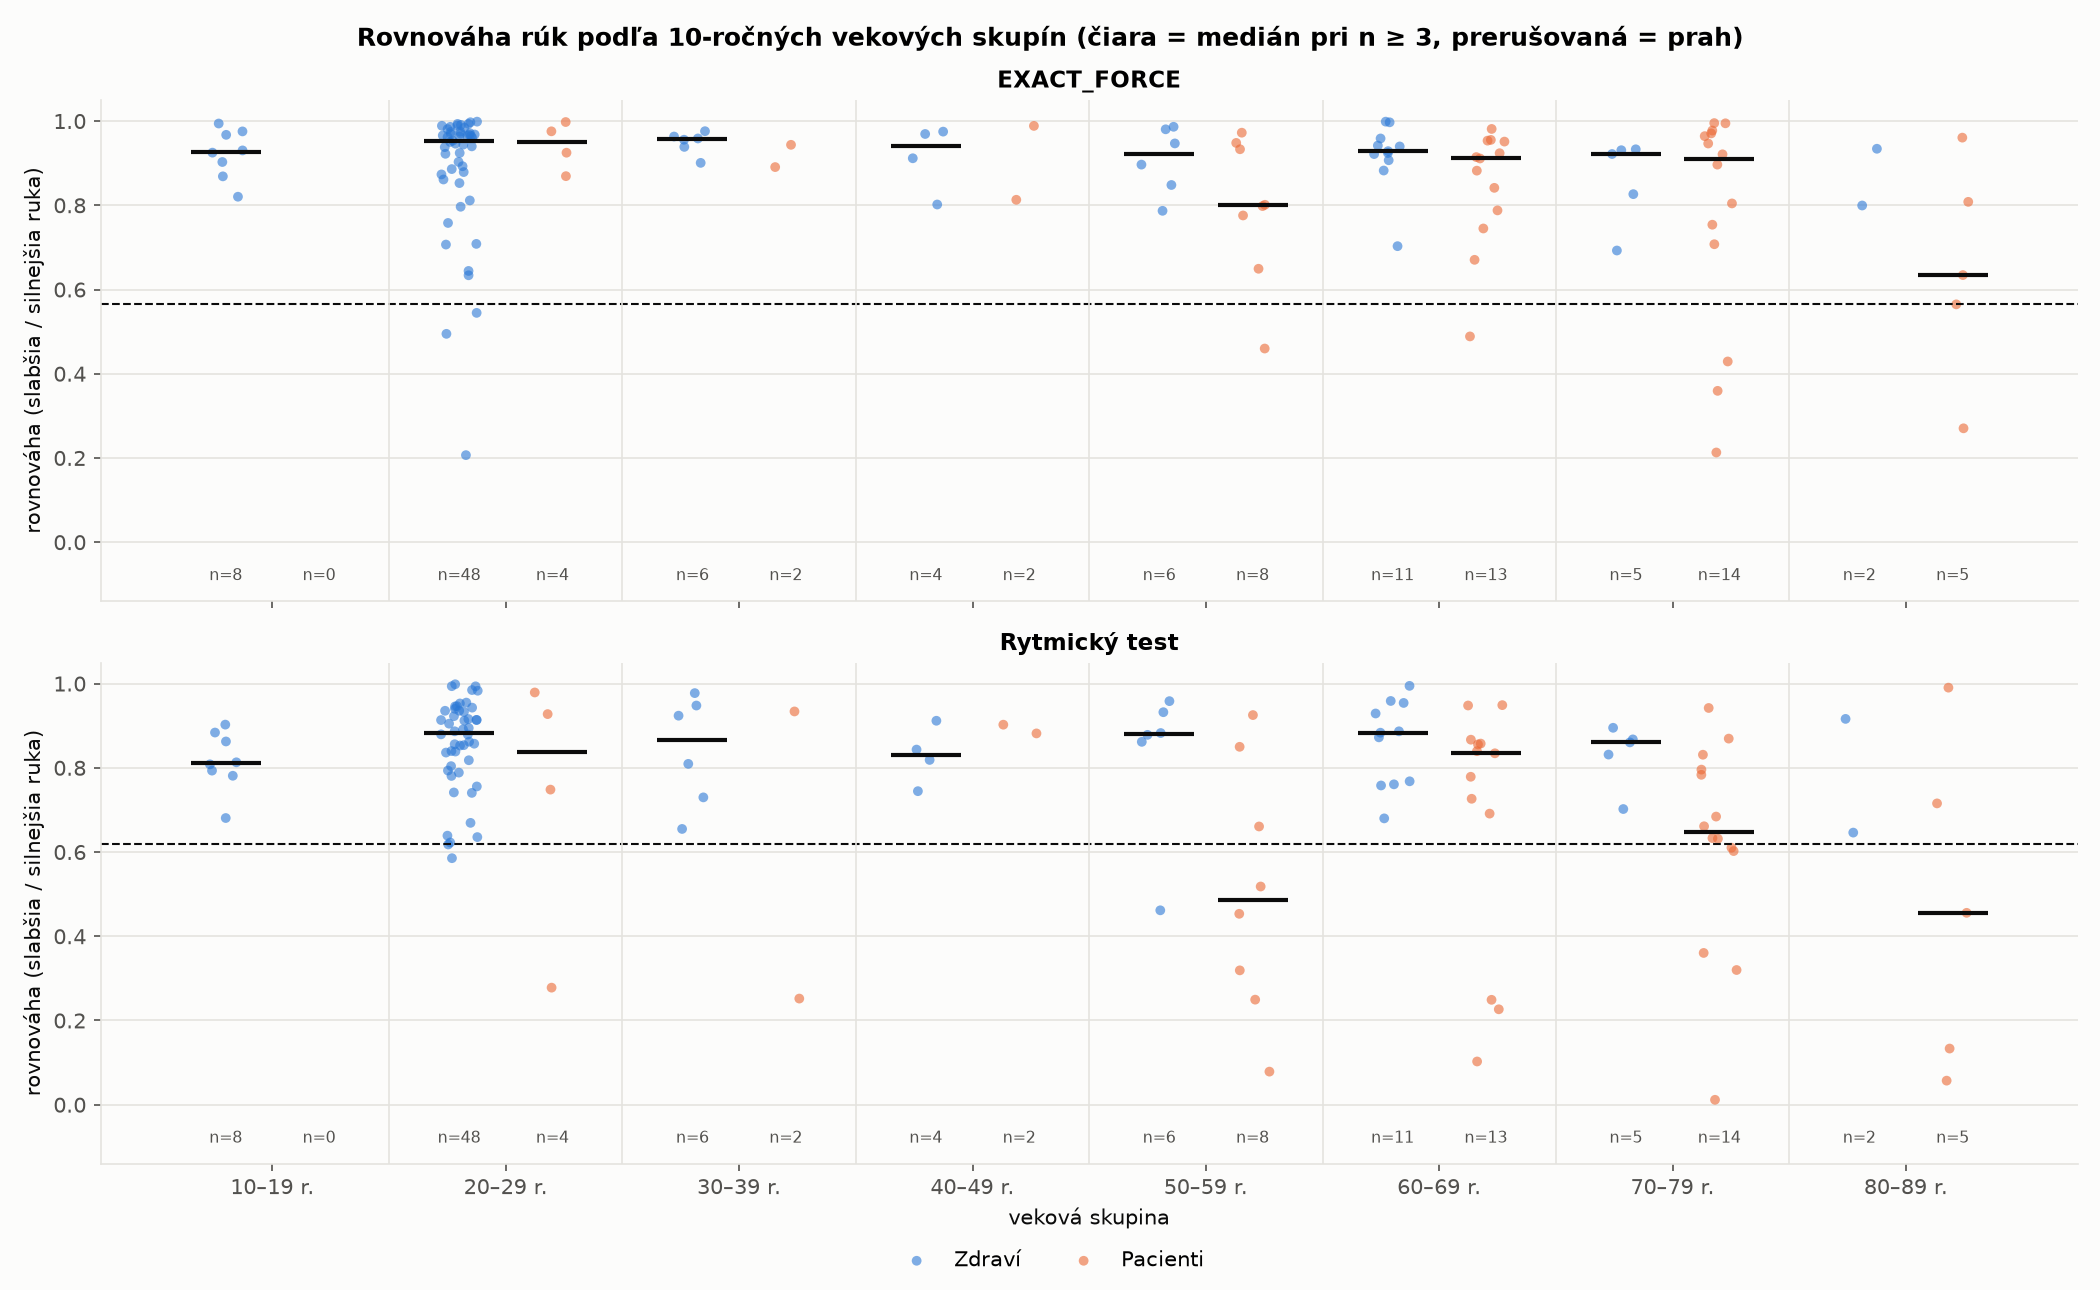 Rovnováha rúk podľa 10-ročných vekových skupín (čiara = medián pri n ≥ 3, prerušovaná = prah)
EXACT_FORCE
rovnováha (slabšia / silnejšia ruka)
1.0
0.8
0.6
0.4
0.2
0.0
n=8 n=0 n=48 n=4 n=6 n=2 n=4 n=2 n=6 n=8 n=11 n=13 n=5 n=14 n=2 n=5
Rytmický test
rovnováha (slabšia / silnejšia ruka)
1.0
0.8
0.6
0.4
0.2
0.0
n=8 n=0 n=48 n=4 n=6 n=2 n=4 n=2 n=6 n=8 n=11 n=13 n=5 n=14 n=2 n=5
10–19 r. 20–29 r. 30–39 r. 40–49 r. 50–59 r. 60–69 r. 70–79 r. 80–89 r.
veková skupina
Zdraví Pacienti